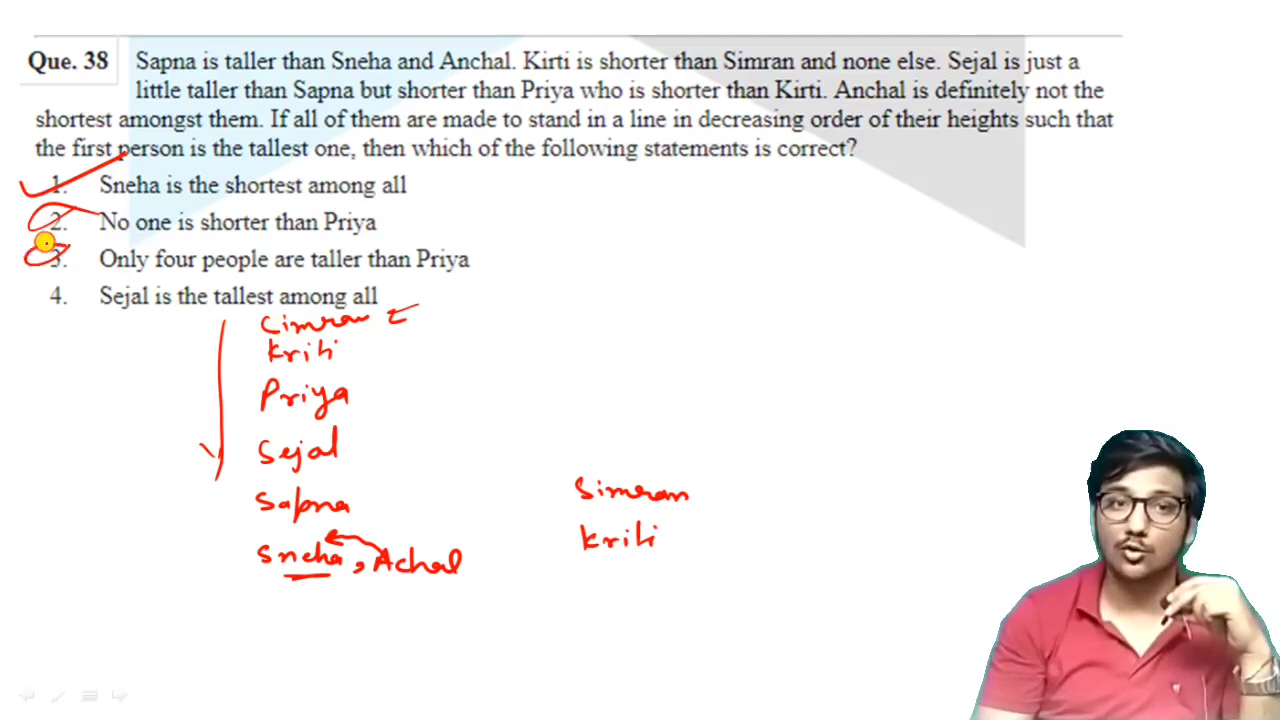 Que. 38 Sapna is taller than Sneha and Anchal. Kirti is shorter than Simran and none else. Sejal is just a
little taller than Sapna but shorter than Priya who is shorter than Kirti. Anchal is definitely not the
shortest amongst them. If all of them are made to stand in a line in decreasing order of their heights such that
the first person is the tallest one, then which of the following statements is correct?
1. Sneha is the shortest among all
2. No one is shorter than Priya
3. Only four people are taller than Priya
4. Sejal is the tallest among all
Simran
Kriti
Priya
Sejal
Sapna
Sneha, Achal
Simran
Kriti